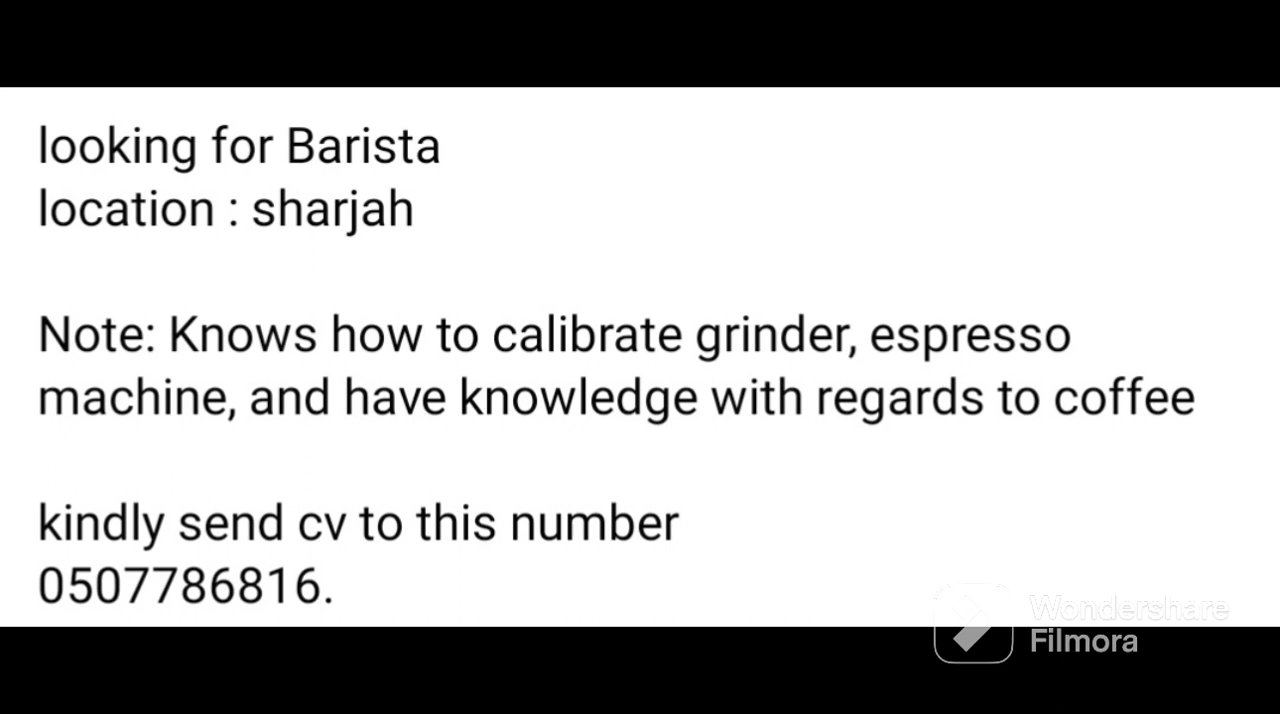 looking for Barista
location : sharjah
Note: Knows how to calibrate grinder, espresso
machine, and have knowledge with regards to coffee
kindly send cv to this number
0507786816.
Wondershare
Filmora